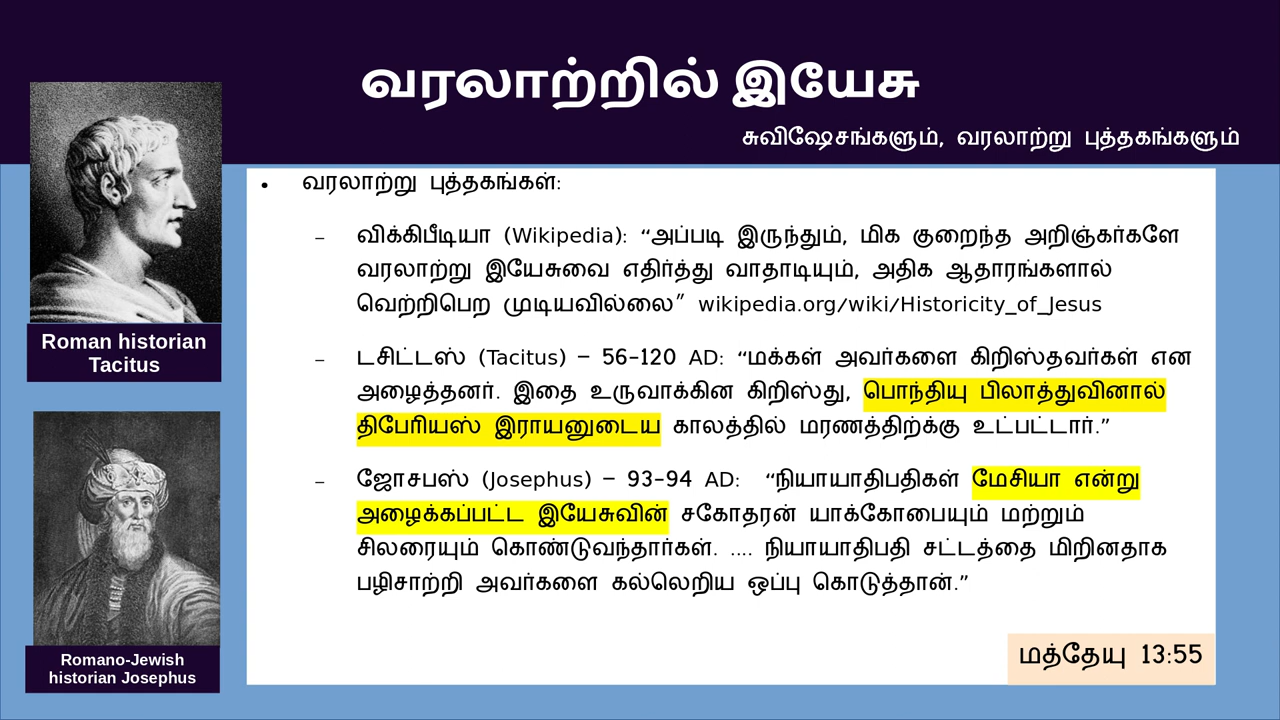 வரலாற்றில் இயேசு
சுவிஷேசங்களும், வரலாற்று புத்தகங்களும்
• வரலாற்று புத்தகங்கள்:
– விக்கிபீடியா (Wikipedia): “அப்படி இருந்தும், மிக குறைந்த அறிஞர்களே
வரலாற்று இயேசுவை எதிர்த்து வாதாடியும், அதிக ஆதாரங்களால்
வெற்றிபெற முடியவில்லை” wikipedia.org/wiki/Historicity_of_Jesus
– டசிட்டஸ் (Tacitus) – 56–120 AD: “மக்கள் அவர்களை கிறிஸ்தவர்கள் என
அழைத்தனர். இதை உருவாக்கின கிறிஸ்து, பொந்தியு பிலாத்துவினால்
திபேரியஸ் இராயனுடைய காலத்தில் மரணத்திற்க்கு உட்பட்டார்.”
– ஜோசபஸ் (Josephus) – 93–94 AD: “நியாயாதிபதிகள் மேசியா என்று
அழைக்கப்பட்ட இயேசுவின் சகோதரன் யாக்கோபையும் மற்றும்
சிலரையும் கொண்டுவந்தார்கள். .... நியாயாதிபதி சட்டத்தை மிறினதாக
பழிசாற்றி அவர்களை கல்லெறிய ஒப்பு கொடுத்தான்.”
மத்தேயு 13:55
Roman historian
Tacitus
Romano-Jewish
historian Josephus